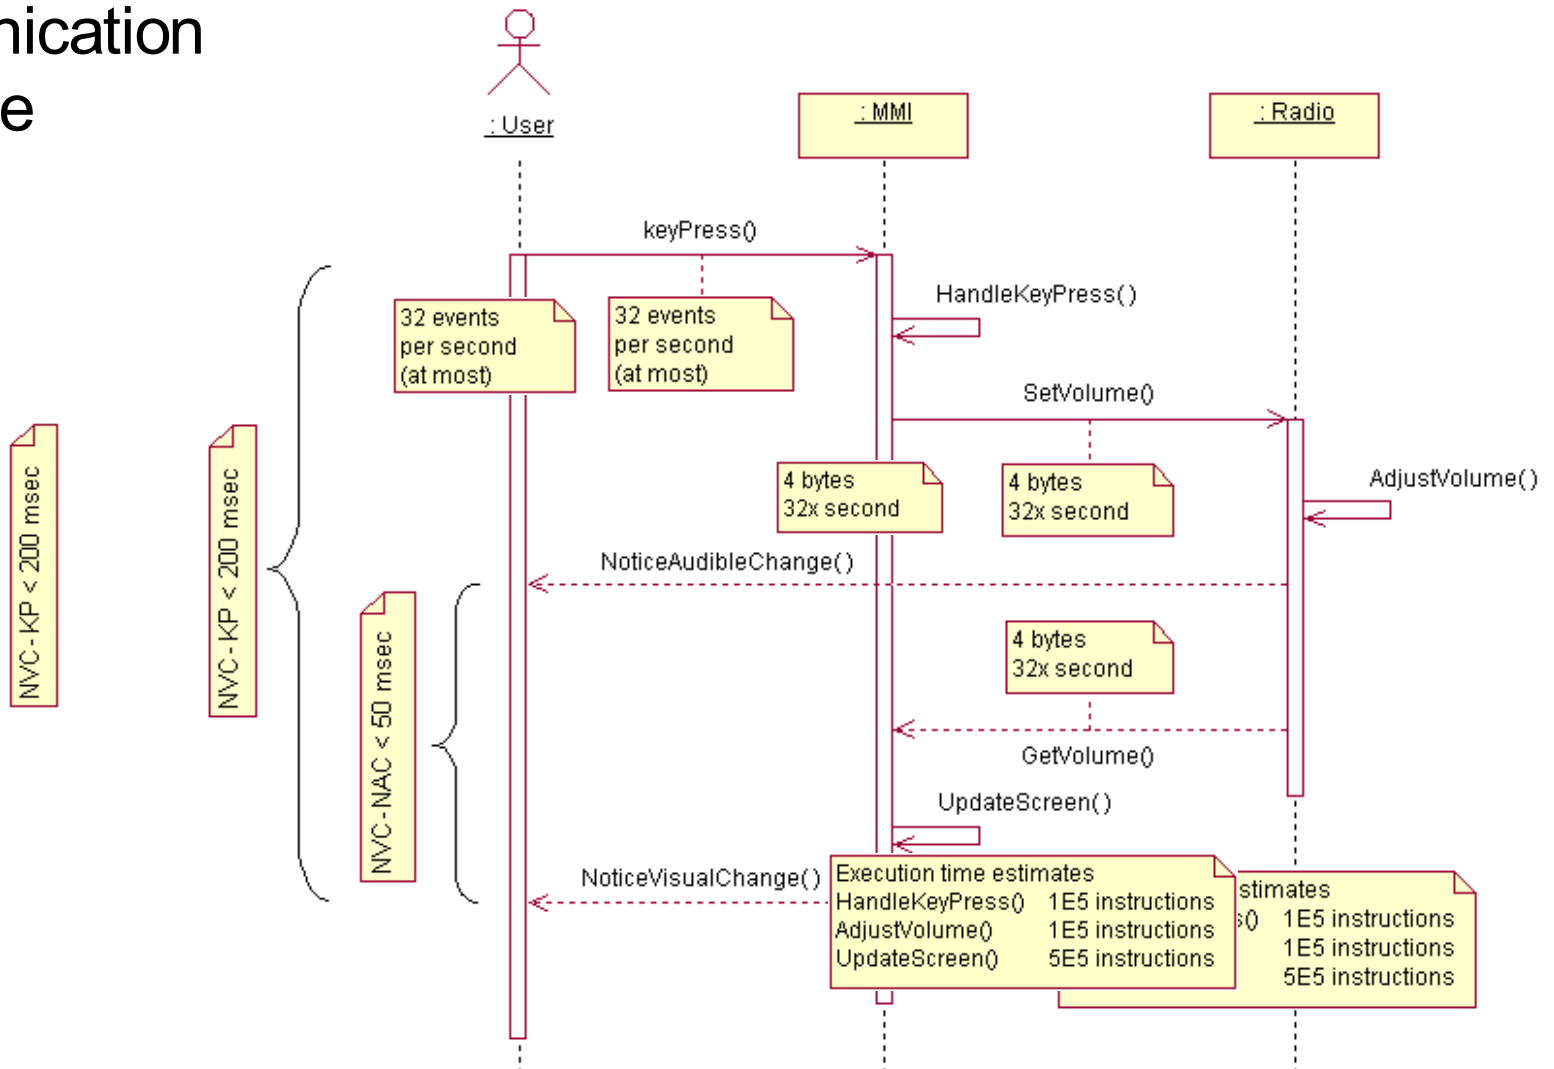 nication
e
: User
: MMI
: Radio
keyPress()
HandleKeyPress()
32 events
per second
(at most)
32 events
per second
(at most)
SetVolume()
4 bytes
32x second
4 bytes
32x second
AdjustVolume()
NVC-KP < 200 msec
NVC-KP < 200 msec
NoticeAudibleChange()
NVC-NAC < 50 msec
4 bytes
32x second
GetVolume()
UpdateScreen()
NoticeVisualChange()
Execution time estimates
HandleKeyPress() 1E5 instructions
AdjustVolume() 1E5 instructions
UpdateScreen() 5E5 instructions
stimates
s() 1E5 instructions
1E5 instructions
5E5 instructions